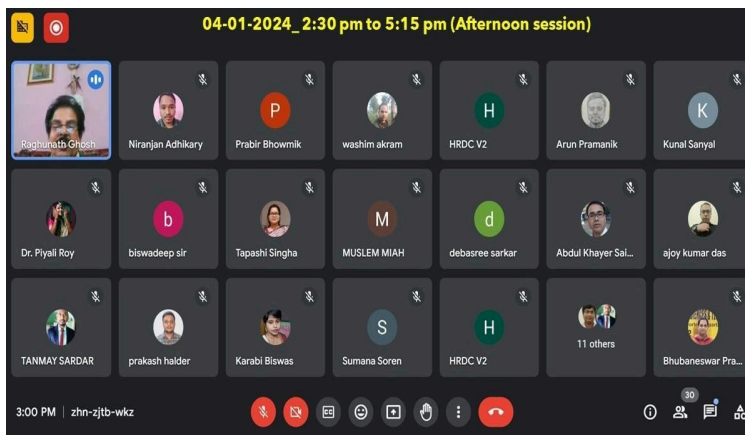 04-01-2024_ 2:30 pm to 5:15 pm (Afternoon session)
Raghunath Ghosh
Niranjan Adhikary
P
Prabir Bhowmik
washim akram
H
HRDC V2
Arun Pramanik
K
Kunal Sanyal
Dr. Piyali Roy
b
biswadeep sir
Tapashi Singha
M
MUSLEM MIAH
d
debasree sarkar
Abdul Khayer Sai...
ajoy kumar das
TANMAY SARDAR
prakash halder
Karabi Biswas
S
Sumana Soren
H
HRDC V2
11 others
Bhubaneswar Pra...
3:00 PM | zhn-zjtb-wkz
CC
30